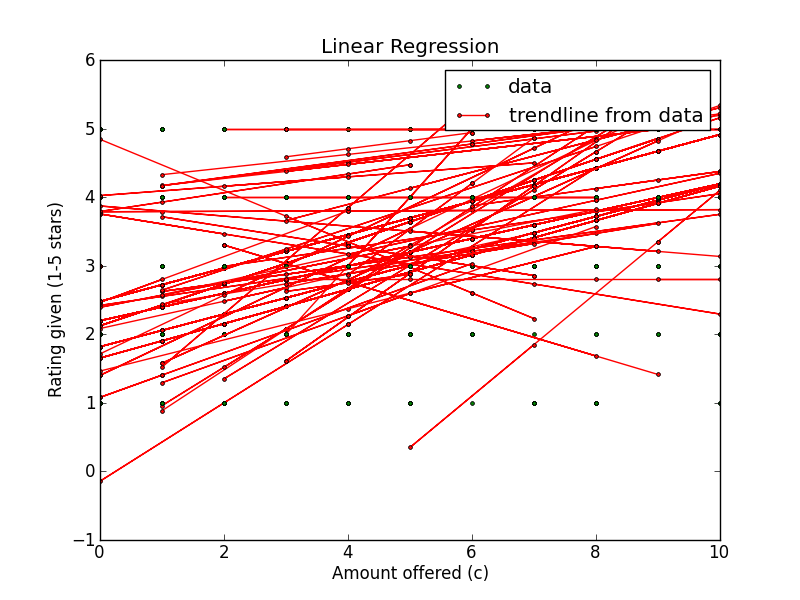 Linear Regression
data
trendline from data
6
5
4
3
2
1
0
−1
Rating given (1-5 stars)
0 2 4 6 8 10
Amount offered (c)